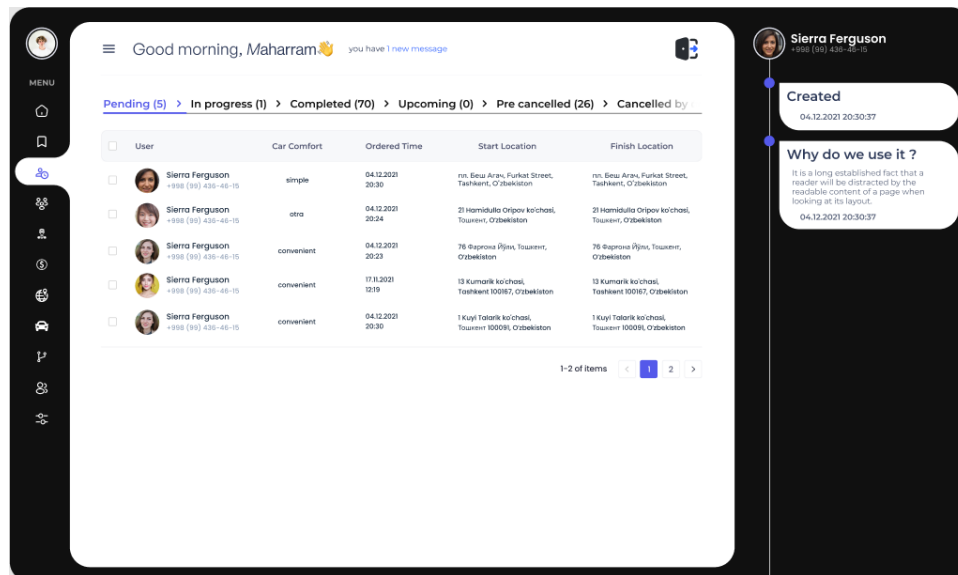 Good morning, Maharram👋 you have 1 new message
MENU
Pending (5) > In progress (1) > Completed (70) > Upcoming (0) > Pre cancelled (26) > Cancelled by
User Car Comfort Ordered Time Start Location Finish Location
Sierra Ferguson
+998 (99) 436-46-15
simple
04.12.2021
20:30
пл. Беш Агач, Furkat Street,
Tashkent, O'zbekiston
пл. Беш Агач, Furkat Street,
Tashkent, O'zbekiston
Sierra Ferguson
+998 (99) 436-46-15
otra
04.12.2021
20:24
21 Hamidulla Oripov ko'chasi,
Тошкент, O'zbekiston
21 Hamidulla Oripov ko'chasi,
Тошкент, O'zbekiston
Sierra Ferguson
+998 (99) 436-46-15
convenient
04.12.2021
20:23
76 Фаргона Йўли, Тошкент,
O'zbekiston
76 Фаргона Йўли, Тошкент,
O'zbekiston
Sierra Ferguson
+998 (99) 436-46-15
convenient
17.11.2021
12:19
13 Kumarik ko'chasi,
Tashkent 100167, O'zbekiston
13 Kumarik ko'chasi,
Tashkent 100167, O'zbekiston
Sierra Ferguson
+998 (99) 436-46-15
convenient
04.12.2021
20:30
1 Kuyi Talarik ko'chasi,
Тошкент 100091, O'zbekiston
1 Kuyi Talarik ko'chasi,
Тошкент 100091, O'zbekiston
1-2 of items < 1 2 >
Sierra Ferguson
+998 (99) 436-46-15
Created
04.12.2021 20:30:37
Why do we use it ?
It is a long established fact that a
reader will be distracted by the
readable content of a page when
looking at its layout.
04.12.2021 20:30:37